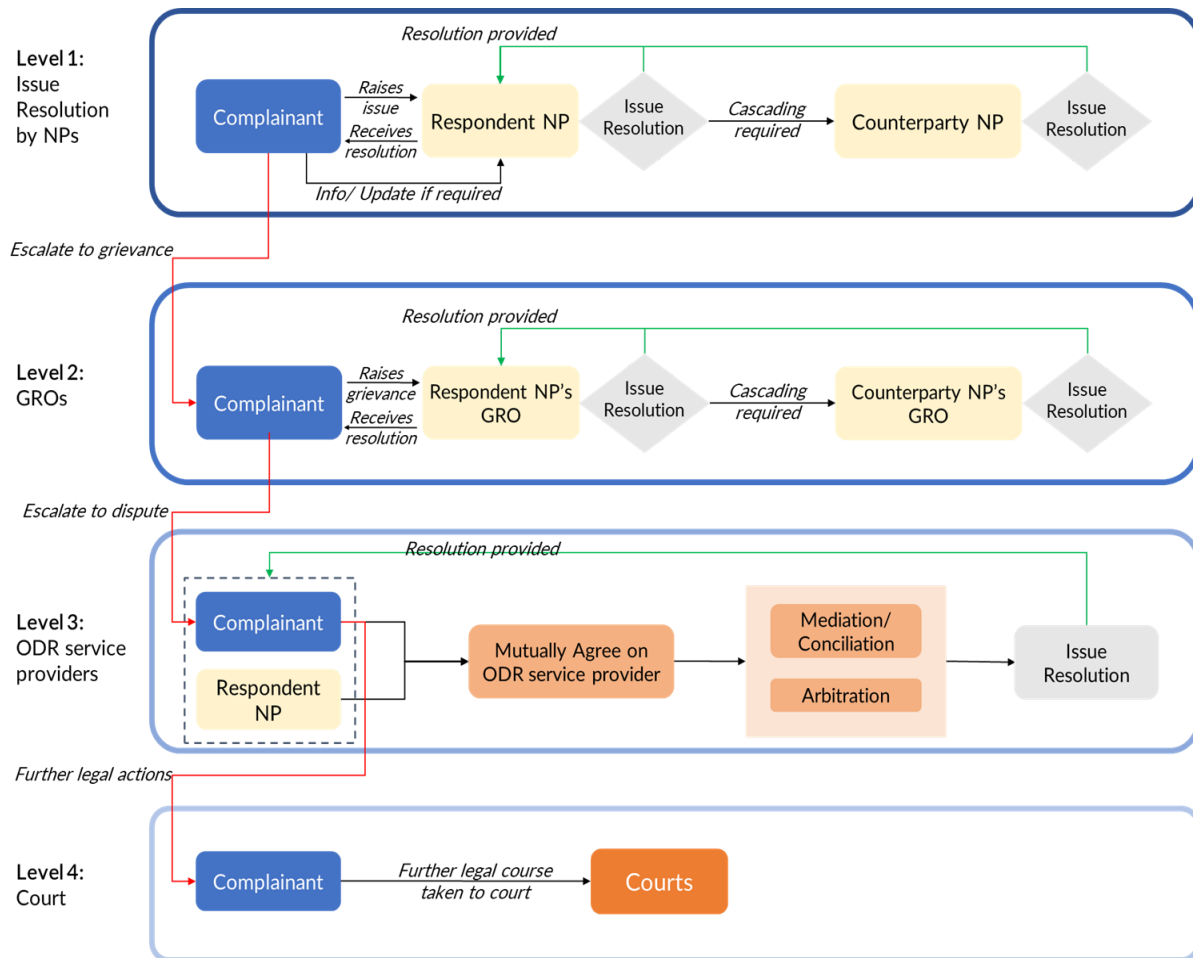 Level 1:
Issue
Resolution
by NPs
Resolution provided
Complainant
Raises
issue
Receives
resolution
Respondent NP
Issue
Resolution
Cascading
required
Counterparty NP
Issue
Resolution
Info/ Update if required
Escalate to grievance
Level 2:
GROs
Resolution provided
Complainant
Raises
grievance
Receives
resolution
Respondent NP's
GRO
Issue
Resolution
Cascading
required
Counterparty NP's
GRO
Issue
Resolution
Escalate to dispute
Level 3:
ODR service
providers
Resolution provided
Complainant
Respondent
NP
Mutually Agree on
ODR service provider
Mediation/
Conciliation
Arbitration
Issue
Resolution
Further legal actions
Level 4:
Court
Complainant
Further legal course
taken to court
Courts